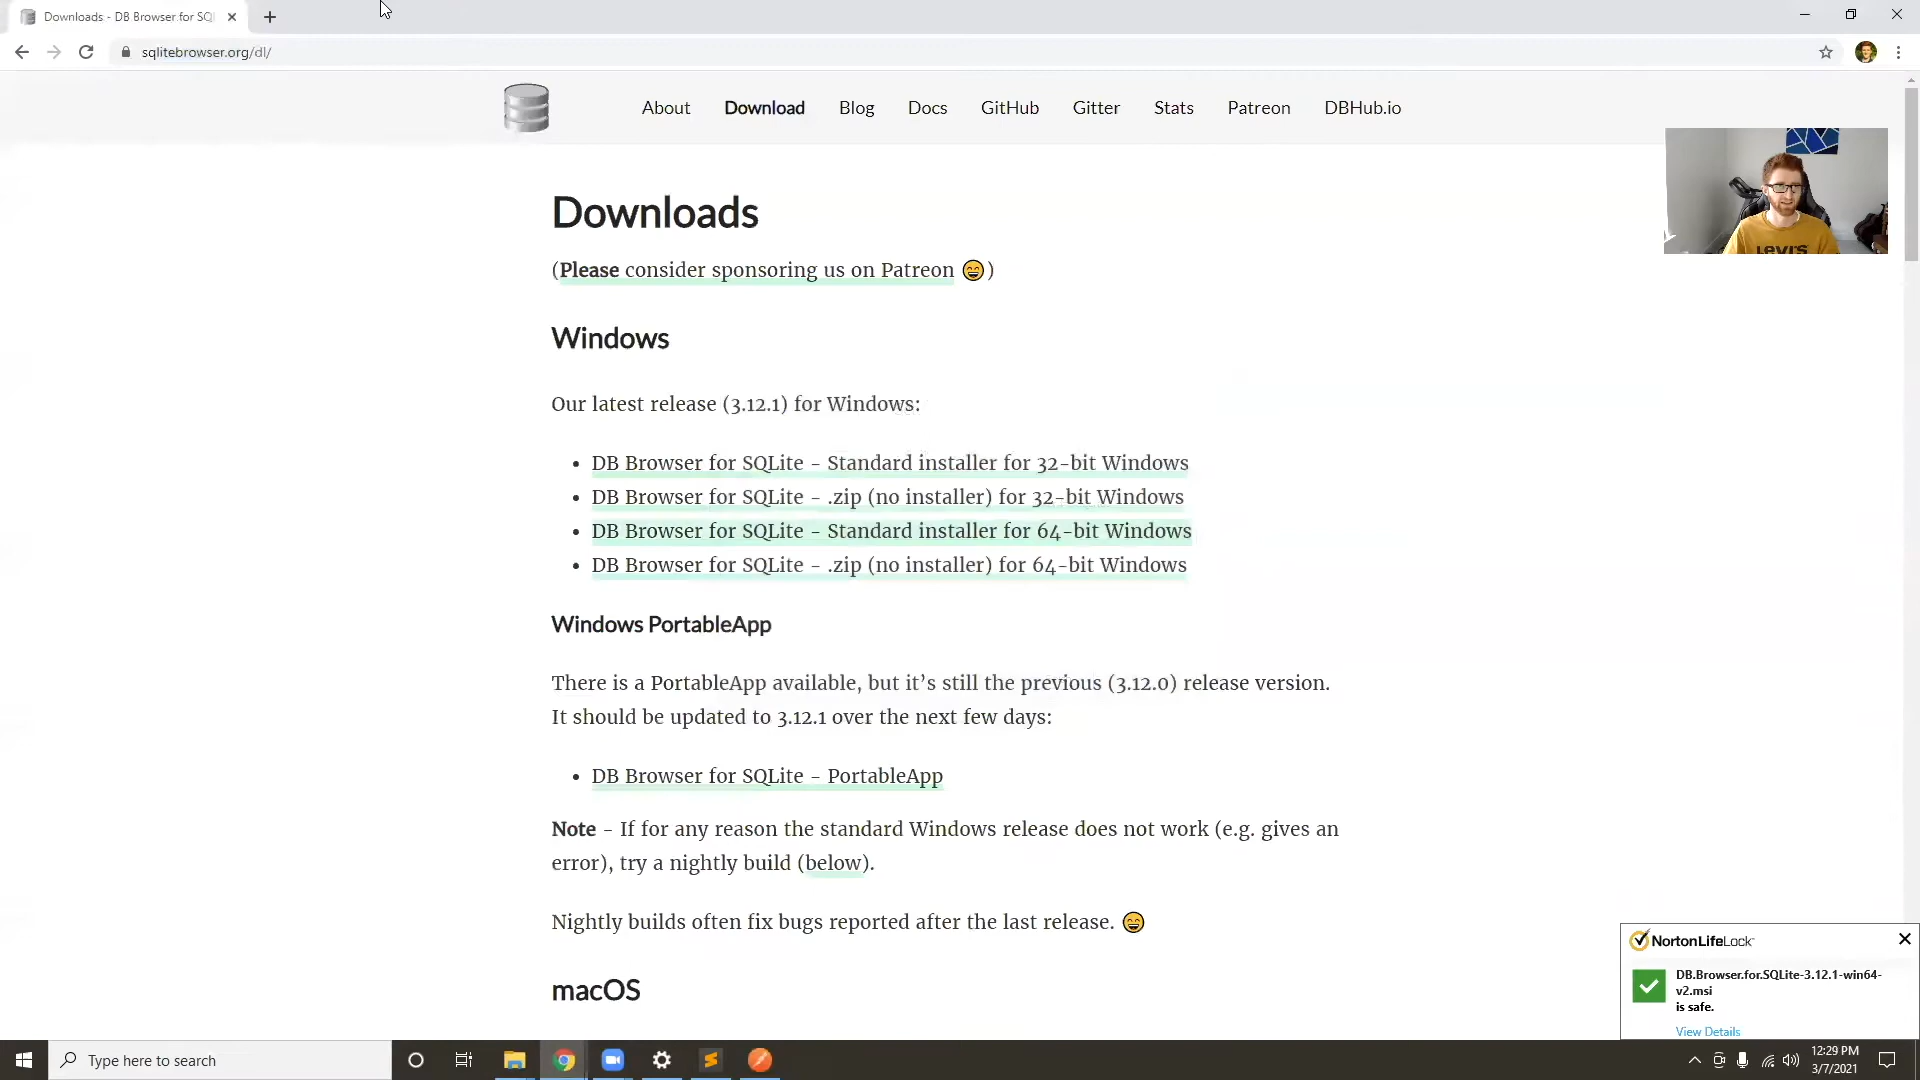 Downloads - DB Browser for SQ
sqlitebrowser.org/dl/
About Download Blog Docs GitHub Gitter Stats Patreon DBHub.io
Downloads
(Please consider sponsoring us on Patreon 😄)
Windows
Our latest release (3.12.1) for Windows:
• DB Browser for SQLite - Standard installer for 32-bit Windows
• DB Browser for SQLite - .zip (no installer) for 32-bit Windows
• DB Browser for SQLite - Standard installer for 64-bit Windows
• DB Browser for SQLite - .zip (no installer) for 64-bit Windows
Windows PortableApp
There is a PortableApp available, but it’s still the previous (3.12.0) release version.
It should be updated to 3.12.1 over the next few days:
• DB Browser for SQLite - PortableApp
Note - If for any reason the standard Windows release does not work (e.g. gives an
error), try a nightly build (below).
Nightly builds often fix bugs reported after the last release. 😄
macOS
LEVI'S
NortonLifeLock
DB.Browser.for.SQLite-3.12.1-win64-
v2.msi
is safe.
View Details
Type here to search
12:29 PM
3/7/2021